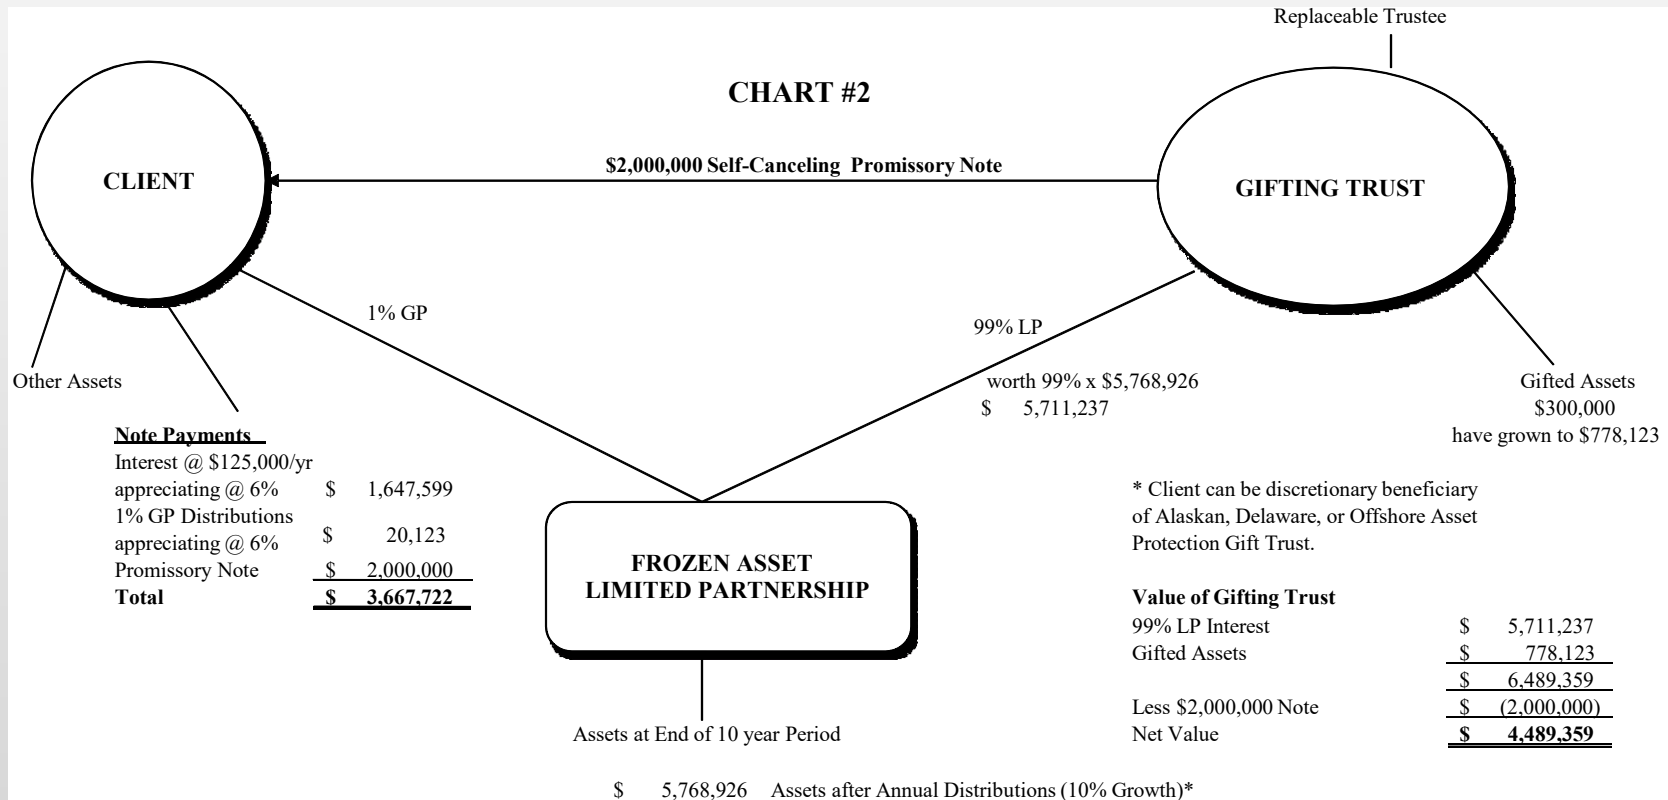 Replaceable Trustee
CHART #2
$2,000,000 Self-Canceling Promissory Note
CLIENT
GIFTING TRUST
1% GP
99% LP
worth 99% x $5,768,926
$ 5,711,237
Other Assets
Gifted Assets
$300,000
have grown to $778,123
Note Payments
Interest @ $125,000/yr
appreciating @ 6% $ 1,647,599
1% GP Distributions
appreciating @ 6% $ 20,123
Promissory Note $ 2,000,000
Total $ 3,667,722
FROZEN ASSET
LIMITED PARTNERSHIP
* Client can be discretionary beneficiary
of Alaskan, Delaware, or Offshore Asset
Protection Gift Trust.
Value of Gifting Trust
99% LP Interest $ 5,711,237
Gifted Assets $ 778,123
$ 6,489,359
Less $2,000,000 Note $ (2,000,000)
Net Value $ 4,489,359
Assets at End of 10 year Period
$ 5,768,926 Assets after Annual Distributions (10% Growth)*